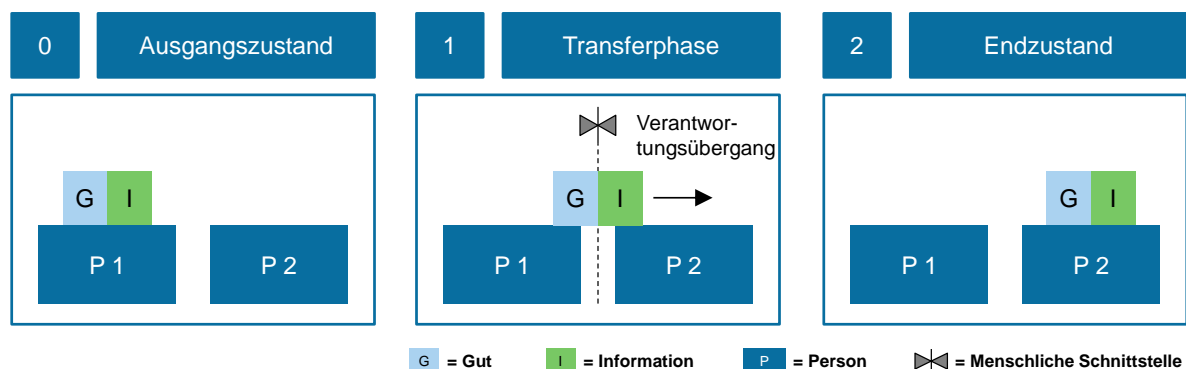 0 Ausgangszustand 1 Transferphase 2 Endzustand
Verantwor-
tungsübergang
G I
P 1 P 2
G I
P 1 P 2
G I
P 1 P 2
G = Gut I = Information P = Person = Menschliche Schnittstelle